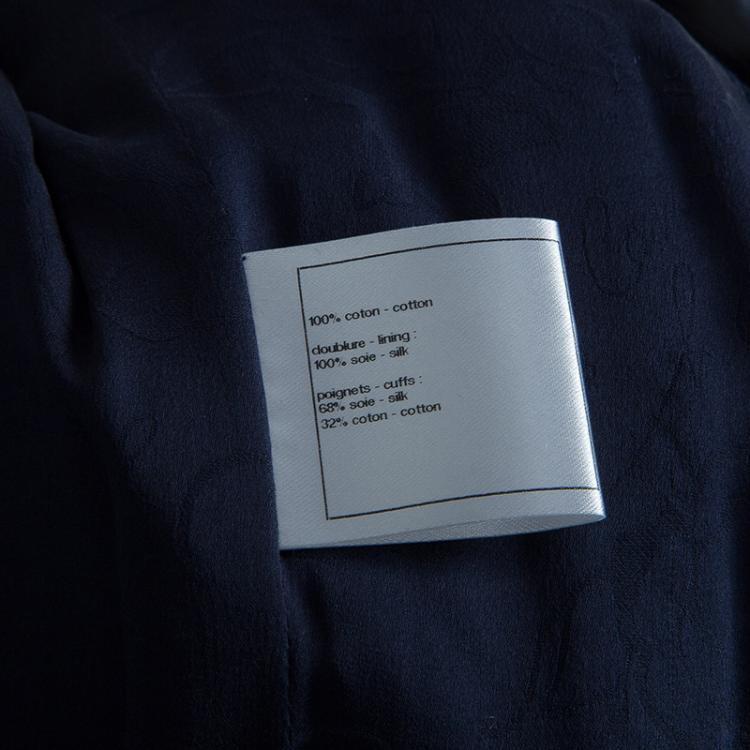 100% coton - cotton
doublure - lining :
100% soie - silk
poignets - cuffs :
68% soie - silk
32% coton - cotton